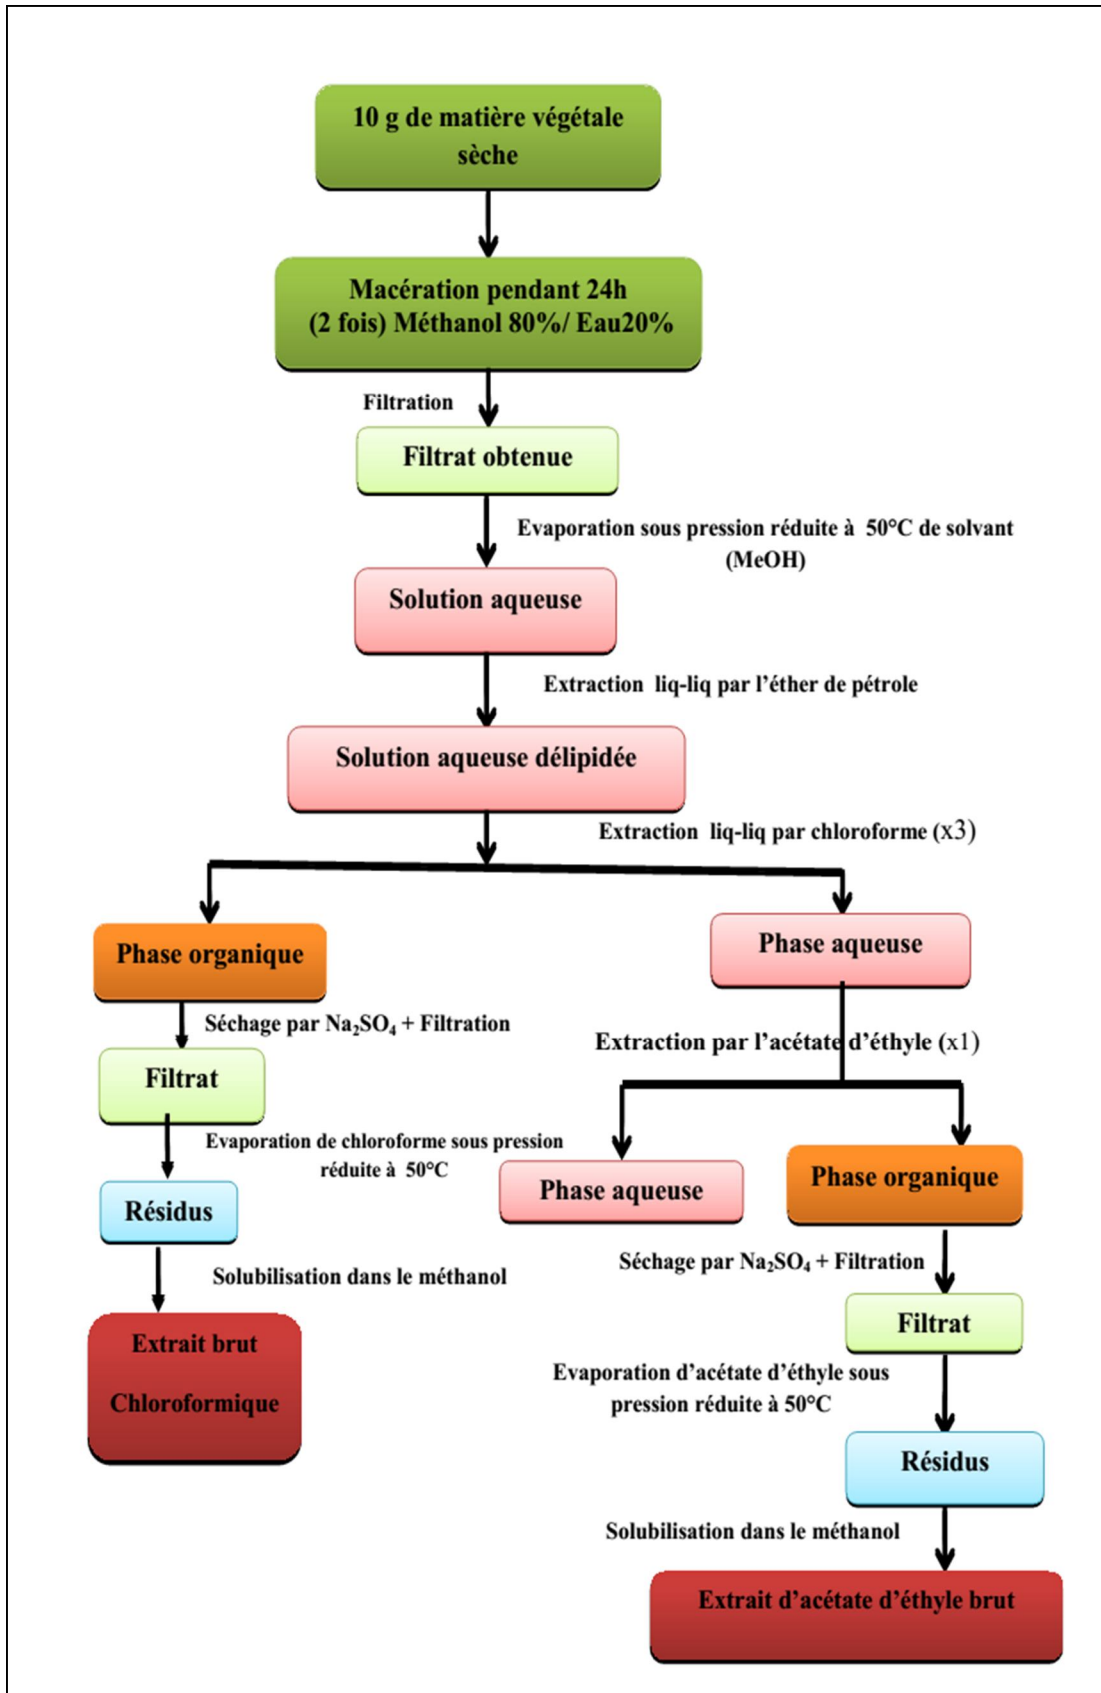 10 g de matière végétale
sèche
Macération pendant 24h
(2 fois) Méthanol 80%/ Eau20%
Filtration
Filtrat obtenue
Evaporation sous pression réduite à 50°C de solvant
(MeOH)
Solution aqueuse
Extraction liq-liq par l’éther de pétrole
Solution aqueuse délipidée
Extraction liq-liq par chloroforme (x3)
Phase organique
Séchage par Na₂SO₄ + Filtration
Filtrat
Evaporation de chloroforme sous pression
réduite à 50°C
Résidus
Solubilisation dans le méthanol
Extrait brut
Chloroformique
Phase aqueuse
Extraction par l’acétate d’éthyle (x1)
Phase aqueuse
Phase organique
Séchage par Na₂SO₄ + Filtration
Filtrat
Evaporation d’acétate d’éthyle sous
pression réduite à 50°C
Résidus
Solubilisation dans le méthanol
Extrait d’acétate d’éthyle brut